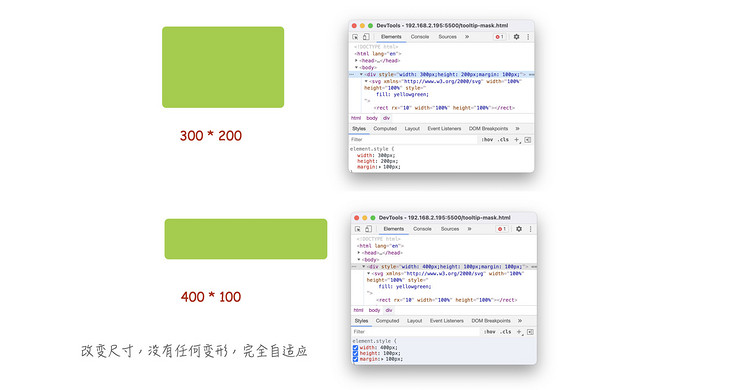 DevTools - 192.168.2.195:5500/tooltip-mask.html
Elements Console Sources » 1
<!DOCTYPE html>
<html lang="en">
<head>…</head>
<body>
<div style="width: 300px;height: 200px;margin: 100px;"> ==
<svg xmlns="http://www.w3.org/2000/svg" width="100%"
height="100%" style="
fill: yellowgreen;
">
<rect rx="10" width="100%" height="100%"></rect>
html body div
Styles Computed Layout Event Listeners DOM Breakpoints »
Filter :hov .cls +
element.style {
width: 300px;
height: 200px;
margin: 100px;
300 * 200
DevTools - 192.168.2.195:5500/tooltip-mask.html
Elements Console Sources » 1
<!DOCTYPE html>
<html lang="en">
<head>…</head>
<body>
<div style="width: 400px;height: 100px;margin: 100px;"> ==
<svg xmlns="http://www.w3.org/2000/svg" width="100%"
height="100%" style="
fill: yellowgreen;
">
<rect rx="10" width="100%" height="100%"></rect>
html body div
Styles Computed Layout Event Listeners DOM Breakpoints »
Filter :hov .cls +
element.style {
width: 400px;
height: 100px;
margin: 100px;
400 * 100
改变尺寸，没有任何变形，完全自适应